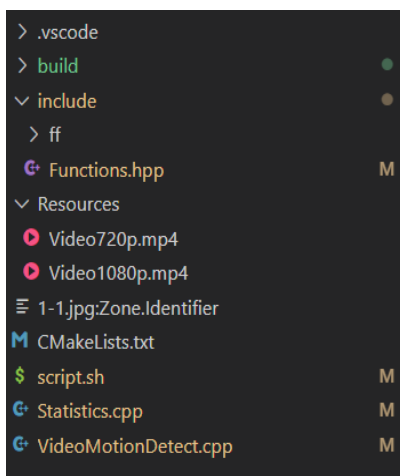 .vscode
build
include
ff
Functions.hpp M
Resources
Video720p.mp4
Video1080p.mp4
1-1.jpg:Zone.Identifier
CMakeLists.txt
$ script.sh M
Statistics.cpp M
VideoMotionDetect.cpp M